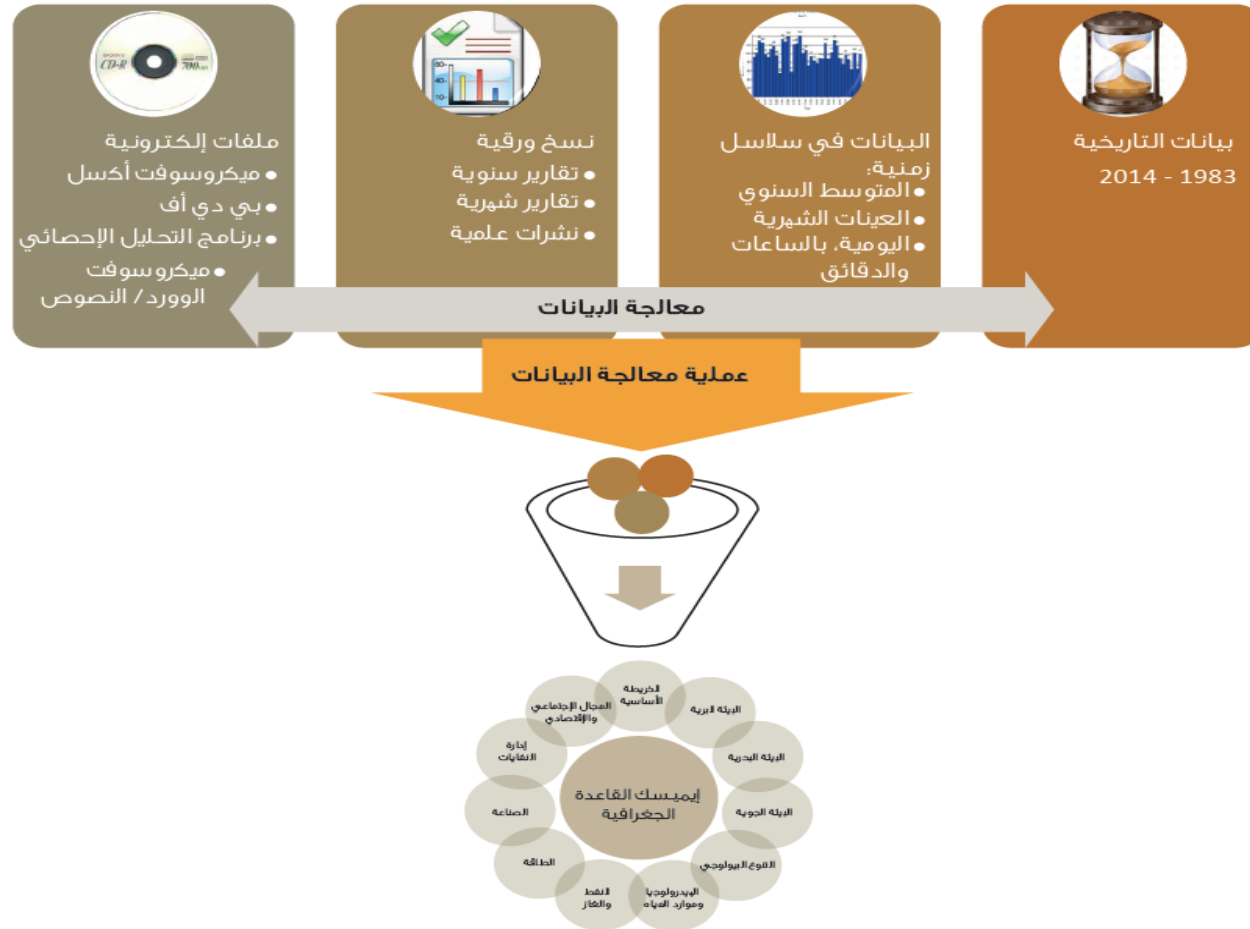 بيانات التاريخية
1983 - 2014
البيانات في سلاسل
زمنية:
• المتوسط السنوي
• العينات الشهرية
• اليومية، بالساعات
والدقائق
نسخ ورقية
• تقارير سنوية
• تقارير شهرية
• نشرات علمية
CD-R
700
ملفات إلكترونية
• ميكروسوفت أكسل
• بي دي أف
• برنامج التحليل الإحصائي
• ميكروسوفت
الوورد/ النصوص
معالجة البيانات
عملية معالجة البيانات
الخريطة
الأساسية
البيئة البرية
البيئة البحرية
البيئة الجوية
التنوع البيولوجي
الهيدرولوجيا
وموارد المياه
النفط
والغاز
الطاقة
الصناعة
إدارة
النفايات
المجال الإجتماعي
والإقتصادي
إيميسك القاعدة
الجغرافية